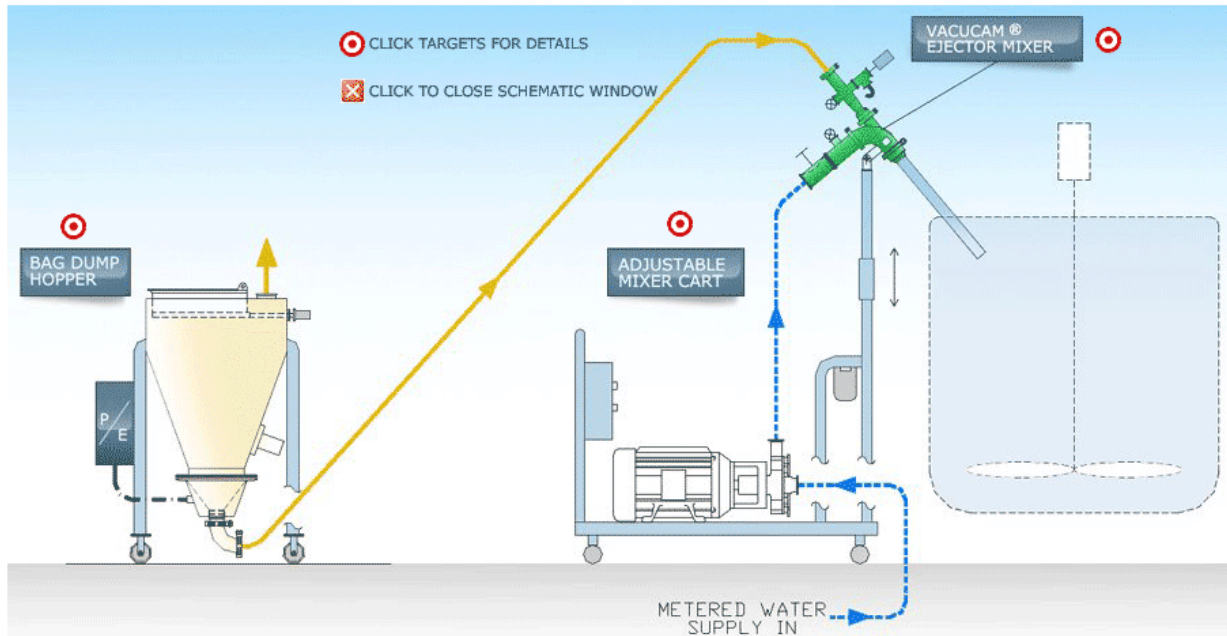 CLICK TARGETS FOR DETAILS
CLICK TO CLOSE SCHEMATIC WINDOW
VACUCAM ®
EJECTOR MIXER
BAG DUMP
HOPPER
ADJUSTABLE
MIXER CART
P/E
METERED WATER
SUPPLY IN